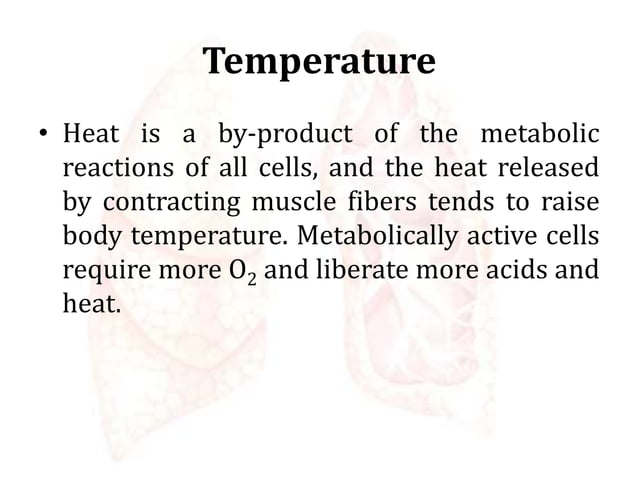 Temperature
• Heat is a by-product of the metabolic
reactions of all cells, and the heat released
by contracting muscle fibers tends to raise
body temperature. Metabolically active cells
require more O₂ and liberate more acids and
heat.